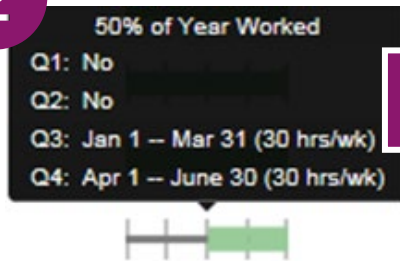 50% of Year Worked
Q1: No
Q2: No
Q3: Jan 1 -- Mar 31 (30 hrs/wk)
Q4: Apr 1 -- June 30 (30 hrs/wk)